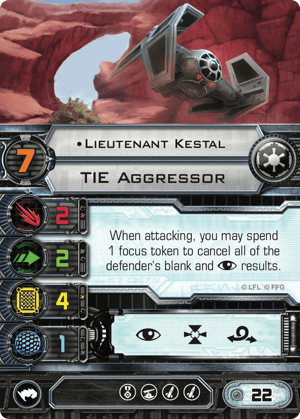 •Lieutenant Kestal
7
TIE Aggressor
2
When attacking, you may spend
1 focus token to cancel all of the
defender's blank and results.
©LFL ©FFG
2
4
1
22